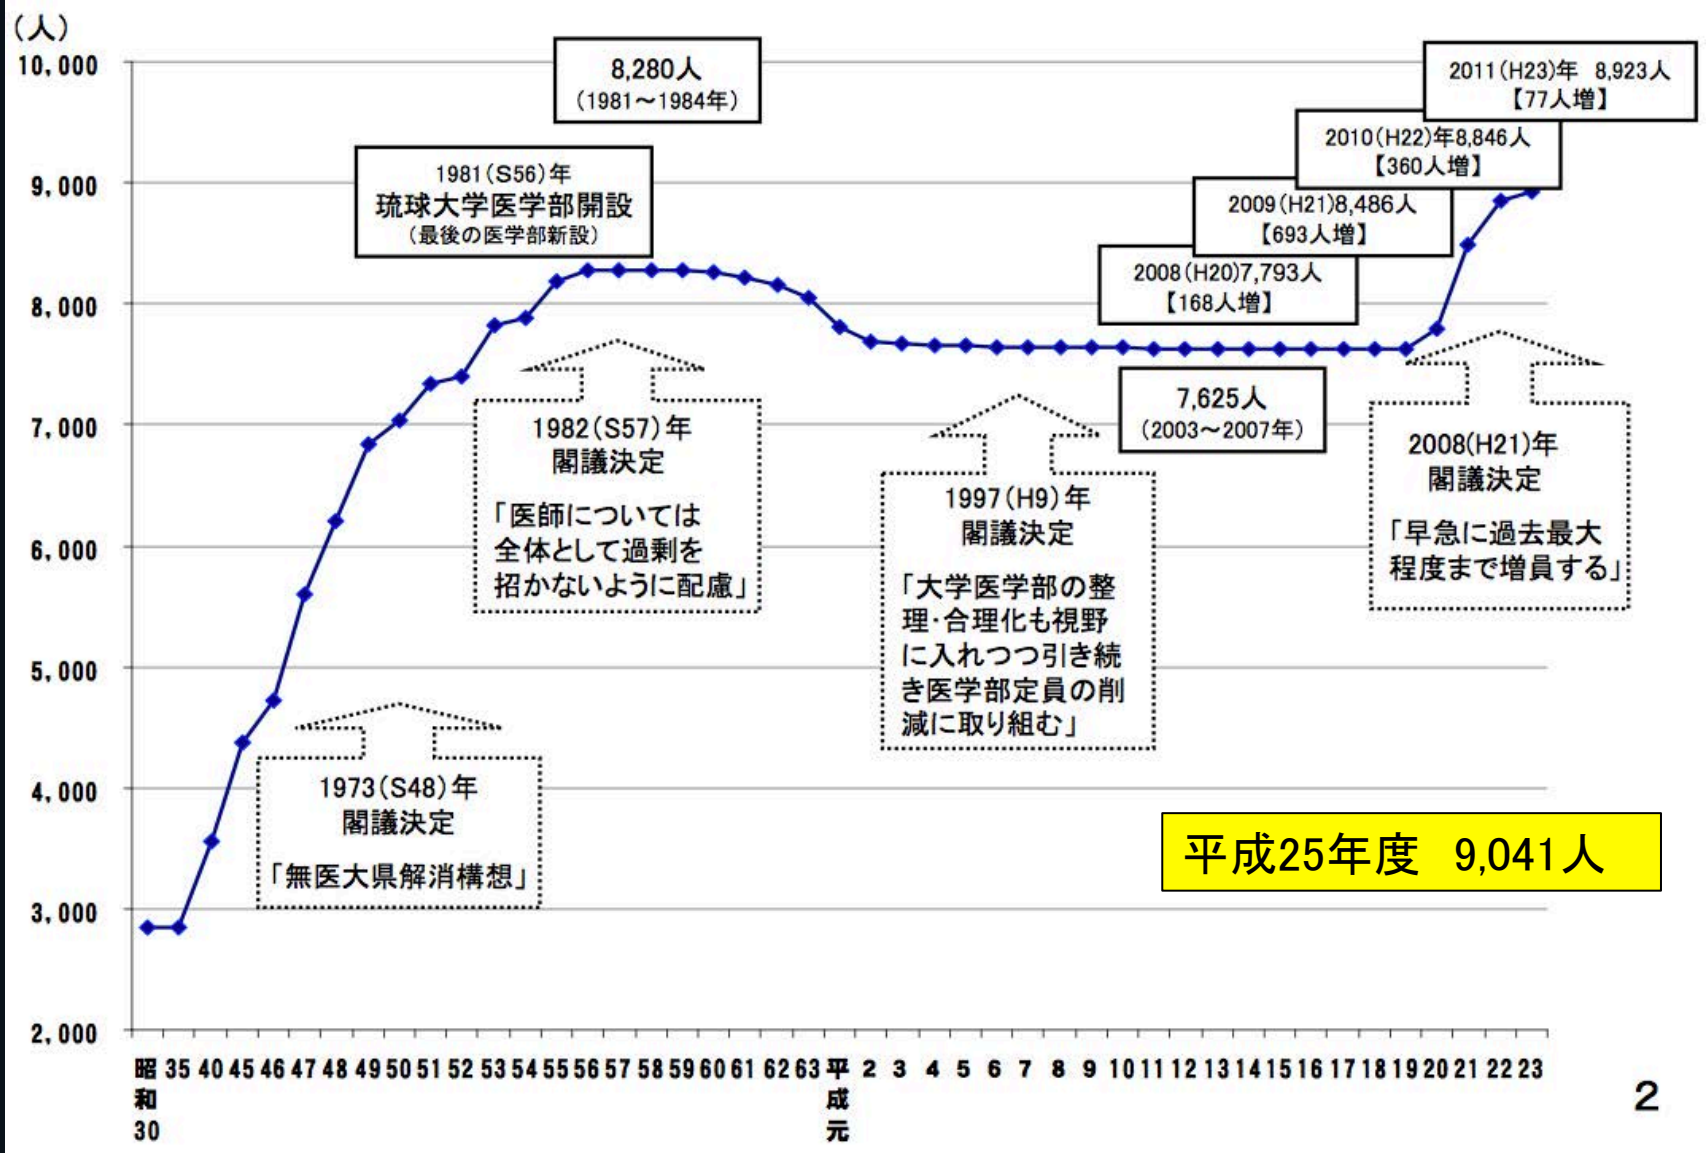 (人)
10,000
9,000
8,000
7,000
6,000
5,000
4,000
3,000
2,000
8,280人
(1981～1984年)
1981(S56)年
琉球大学医学部開設
(最後の医学部新設)
2011(H23)年 8,923人
【77人増】
2010(H22)年8,846人
【360人増】
2009(H21)8,486人
【693人増】
2008(H20)7,793人
【168人増】
7,625人
(2003～2007年)
1973(S48)年
閣議決定
「無医大県解消構想」
1982(S57)年
閣議決定
「医師については
全体として過剰を
招かないように配慮」
1997(H9)年
閣議決定
「大学医学部の整
理・合理化も視野
に入れつつ引き続
き医学部定員の削
減に取り組む」
2008(H21)年
閣議決定
「早急に過去最大
程度まで増員する」
平成25年度 9,041人
昭和30 35 40 45 46 47 48 49 50 51 52 53 54 55 56 57 58 59 60 61 62 63 平成元 2 3 4 5 6 7 8 9 10 11 12 13 14 15 16 17 18 19 20 21 22 23
2